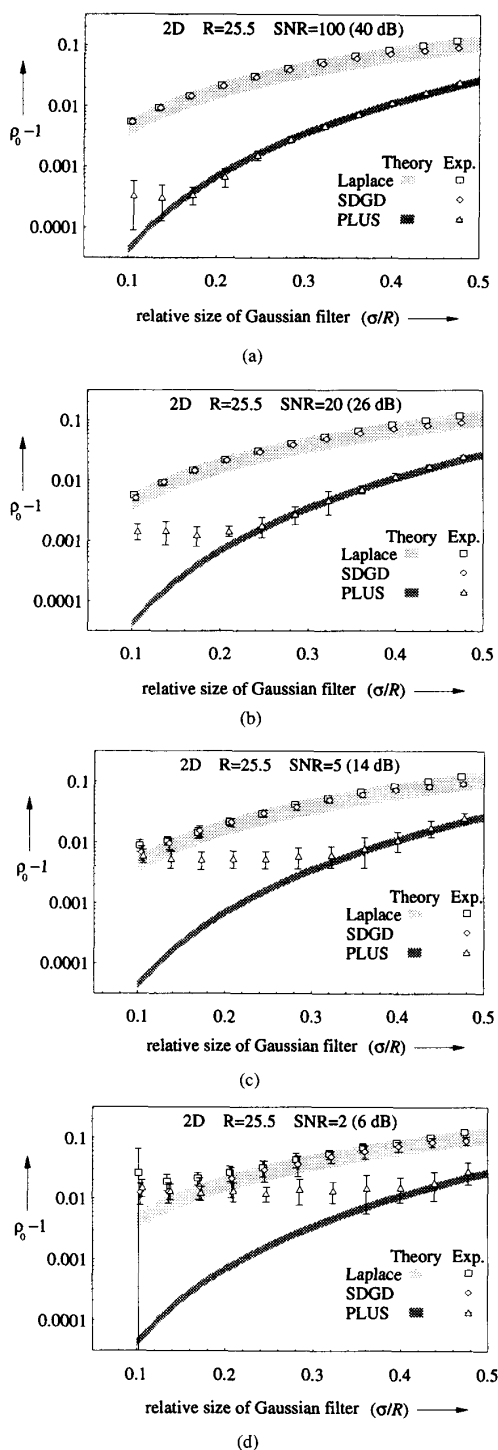 2D R=25.5 SNR=100 (40 dB)
0.1
0.01
ρ₀ −1
0.001
0.0001
Theory Exp.
Laplace
SDGD
PLUS
0.1 0.2 0.3 0.4 0.5
relative size of Gaussian filter (σ/R)
(a)
2D R=25.5 SNR=20 (26 dB)
0.1
0.01
ρ₀ −1
0.001
0.0001
Theory Exp.
Laplace
SDGD
PLUS
0.1 0.2 0.3 0.4 0.5
relative size of Gaussian filter (σ/R)
(b)
2D R=25.5 SNR=5 (14 dB)
0.1
0.01
ρ₀ −1
0.001
0.0001
Theory Exp.
Laplace
SDGD
PLUS
0.1 0.2 0.3 0.4 0.5
relative size of Gaussian filter (σ/R)
(c)
2D R=25.5 SNR=2 (6 dB)
0.1
0.01
ρ₀ −1
0.001
0.0001
Theory Exp.
Laplace
SDGD
PLUS
0.1 0.2 0.3 0.4 0.5
relative size of Gaussian filter (σ/R)
(d)